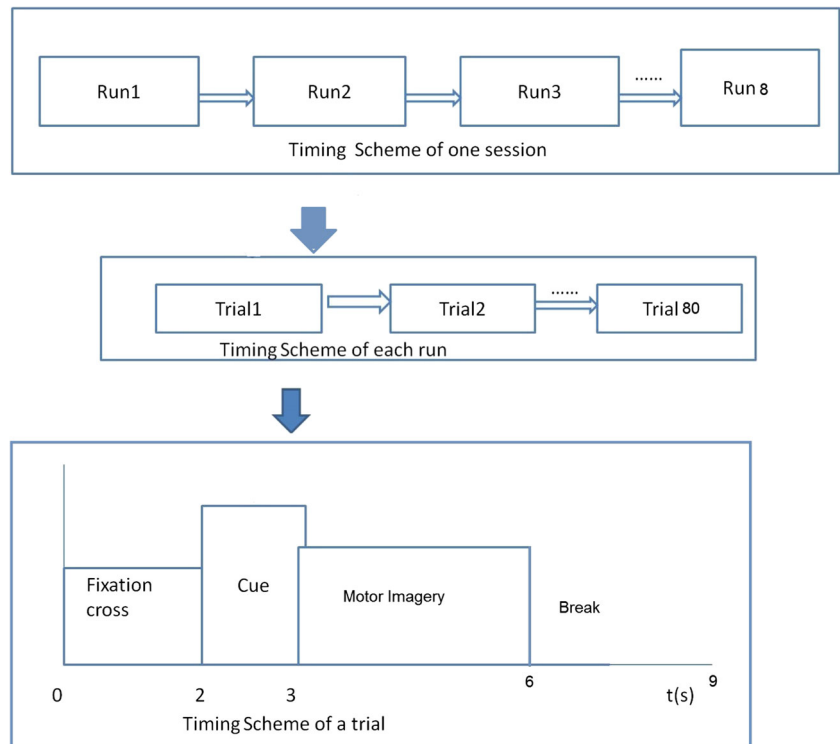 Run1
Run2
Run3
......
Run 8
Timing Scheme of one session
Trial1
Trial2
......
Trial 80
Timing Scheme of each run
Fixation
cross
Cue
Motor Imagery
Break
0
2
3
6
t(s)
9
Timing Scheme of a trial